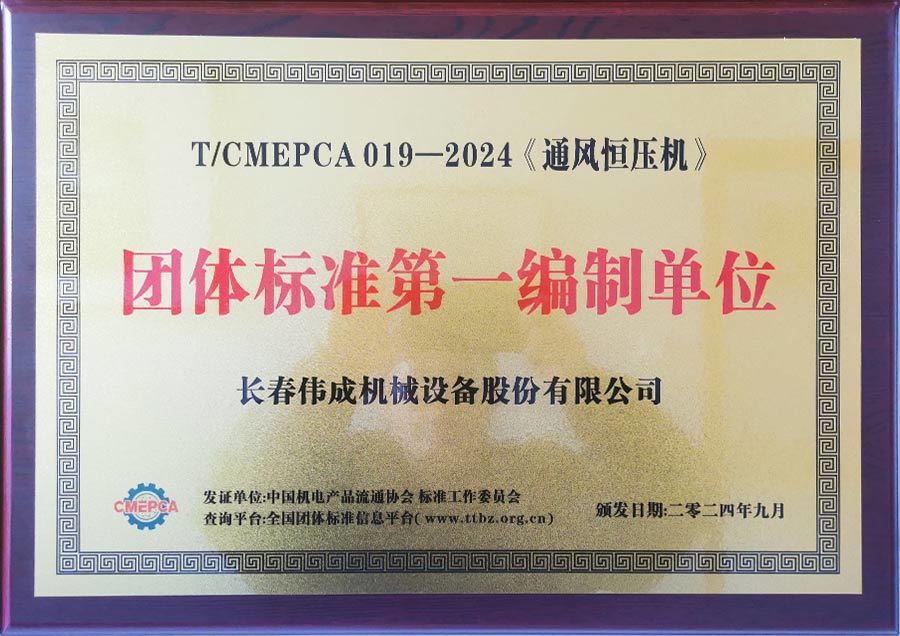 T/CMEPCA 019—2024《通风恒压机》
团体标准第一编制单位
长春伟成机械设备股份有限公司
CMEPCA
发证单位:中国机电产品流通协会 标准工作委员会
查询平台:全国团体标准信息平台( www.ttbz.org.cn)
颁发日期:二零二四年九月